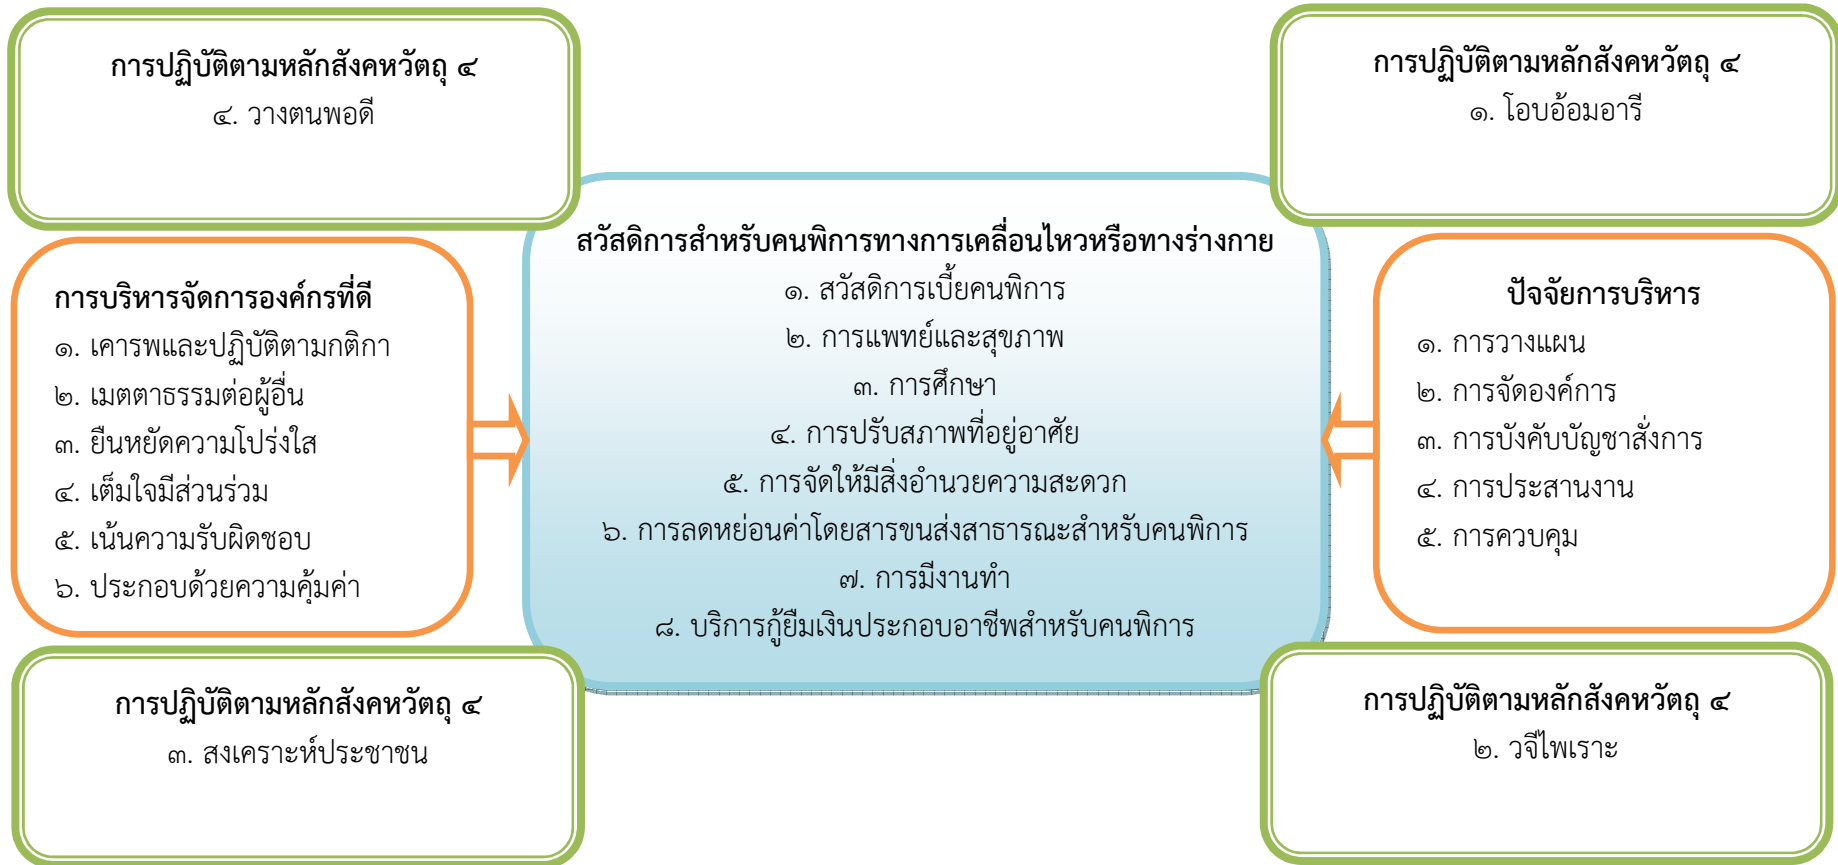 การปฏิบัติตามหลักสังคหวัตถุ ๔
๔. วางตนพอดี
การปฏิบัติตามหลักสังคหวัตถุ ๔
๑. โอบอ้อมอารี
การบริหารจัดการองค์กรที่ดี
๑. เคารพและปฏิบัติตามกติกา
๒. เมตตาธรรมต่อผู้อื่น
๓. ยืนหยัดความโปร่งใส
๔. เต็มใจมีส่วนร่วม
๕. เน้นความรับผิดชอบ
๖. ประกอบด้วยความคุ้มค่า
สวัสดิการสำหรับคนพิการทางการเคลื่อนไหวหรือทางร่างกาย
๑. สวัสดิการเบี้ยคนพิการ
๒. การแพทย์และสุขภาพ
๓. การศึกษา
๔. การปรับสภาพที่อยู่อาศัย
๕. การจัดให้มีสิ่งอำนวยความสะดวก
๖. การลดหย่อนค่าโดยสารขนส่งสาธารณะสำหรับคนพิการ
๗. การมีงานทำ
๘. บริการกู้ยืมเงินประกอบอาชีพสำหรับคนพิการ
ปัจจัยการบริหาร
๑. การวางแผน
๒. การจัดองค์การ
๓. การบังคับบัญชาสั่งการ
๔. การประสานงาน
๕. การควบคุม
การปฏิบัติตามหลักสังคหวัตถุ ๔
๓. สงเคราะห์ประชาชน
การปฏิบัติตามหลักสังคหวัตถุ ๔
๒. วจีไพเราะ